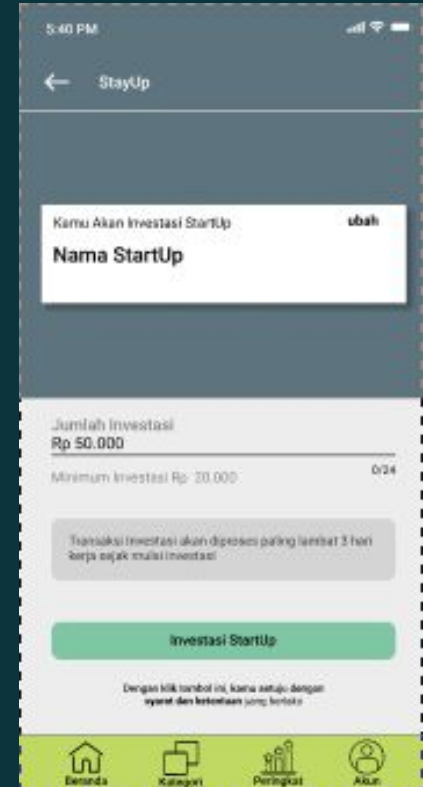 5:40 PM
StayUp
Kamu Akan Investasi StartUp ubah
Nama StartUp
Jumlah Investasi
Rp 50.000
Minimum Investasi Rp 20.000 0/24
Transaksi Investasi akan diproses paling lambat 3 hari
kerja sejak mulai investasi
Investasi StartUp
Dengan klik tombol ini, kamu setuju dengan
syarat dan ketentuan yang berlaku
Beranda Kategori Peringkat Akun